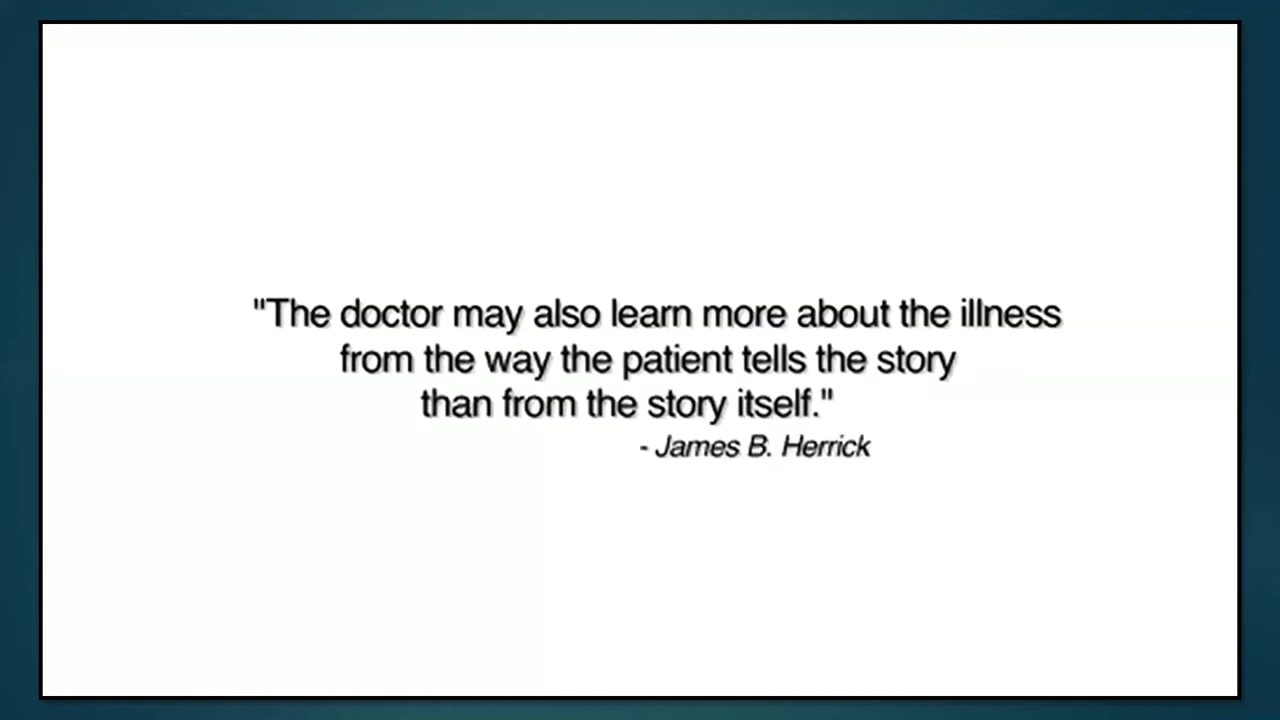 "The doctor may also learn more about the illness
from the way the patient tells the story
than from the story itself."
- James B. Herrick